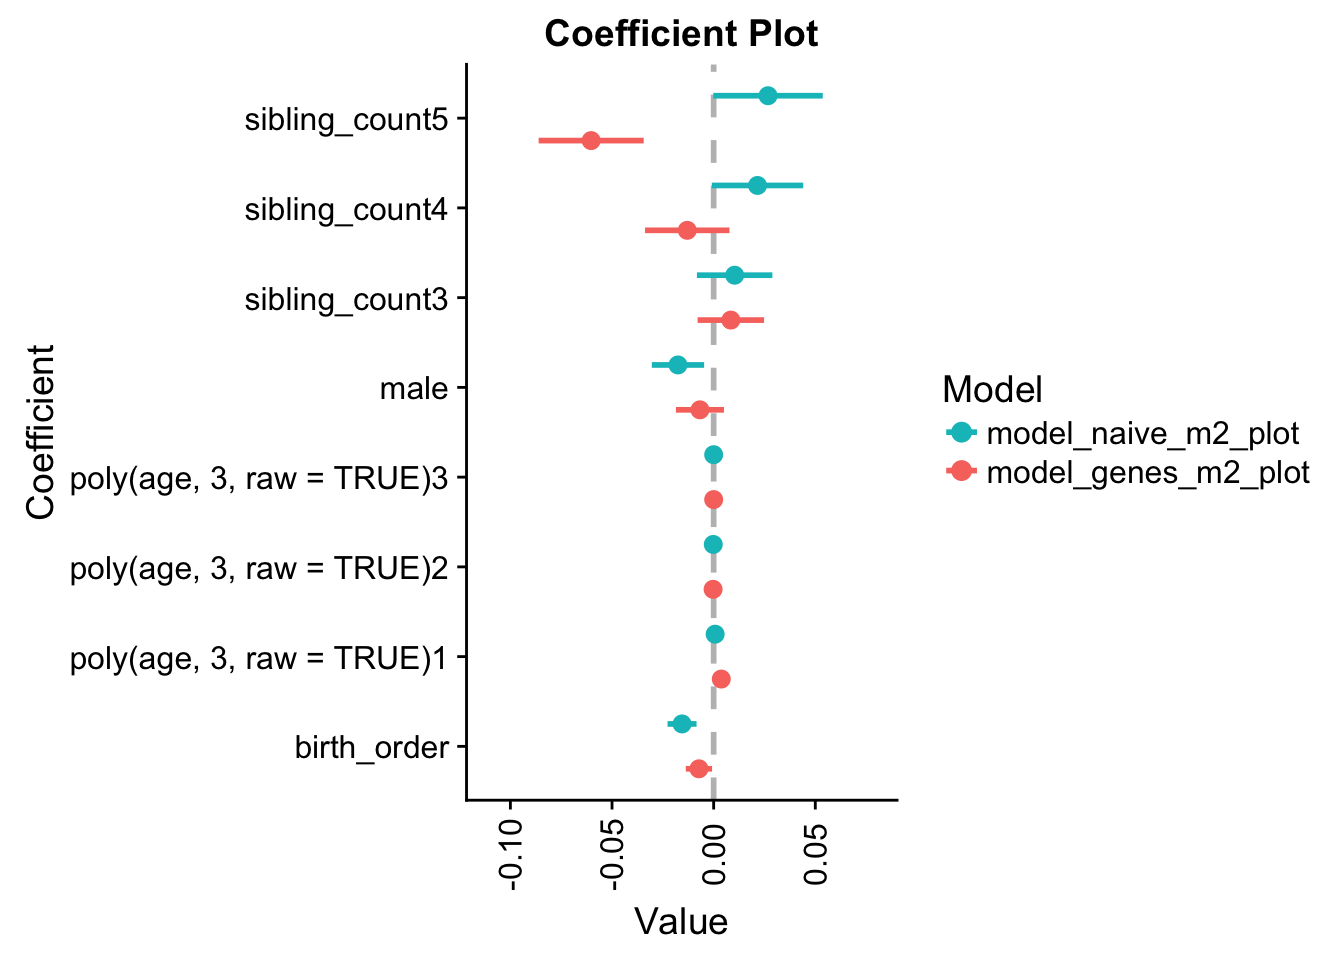 Coefficient Plot
sibling_count5
sibling_count4
sibling_count3
male
poly(age, 3, raw = TRUE)3
poly(age, 3, raw = TRUE)2
poly(age, 3, raw = TRUE)1
birth_order
Coefficient
-0.10
-0.05
0.00
0.05
Value
Model
model_naive_m2_plot
model_genes_m2_plot